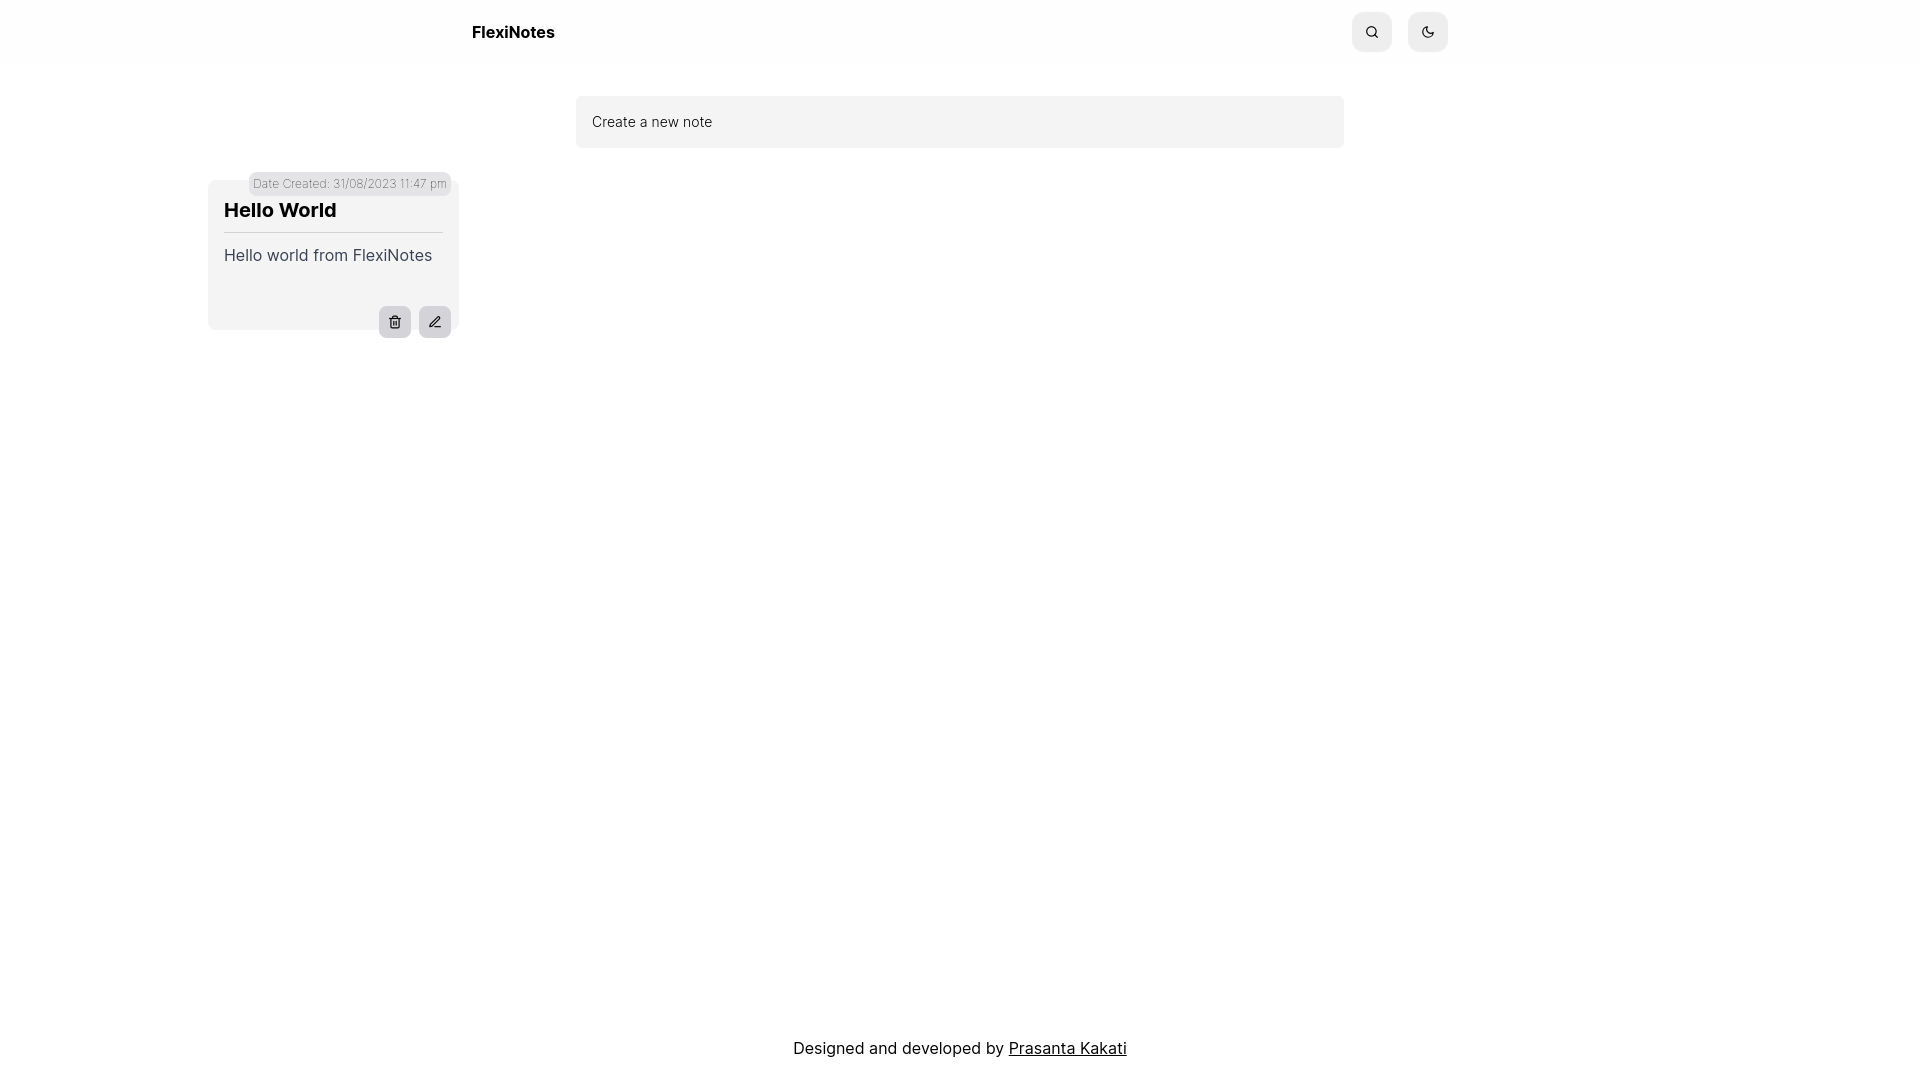 FlexiNotes
Create a new note
Date Created: 31/08/2023 11:47 pm
Hello World
Hello world from FlexiNotes
Designed and developed by Prasanta Kakati